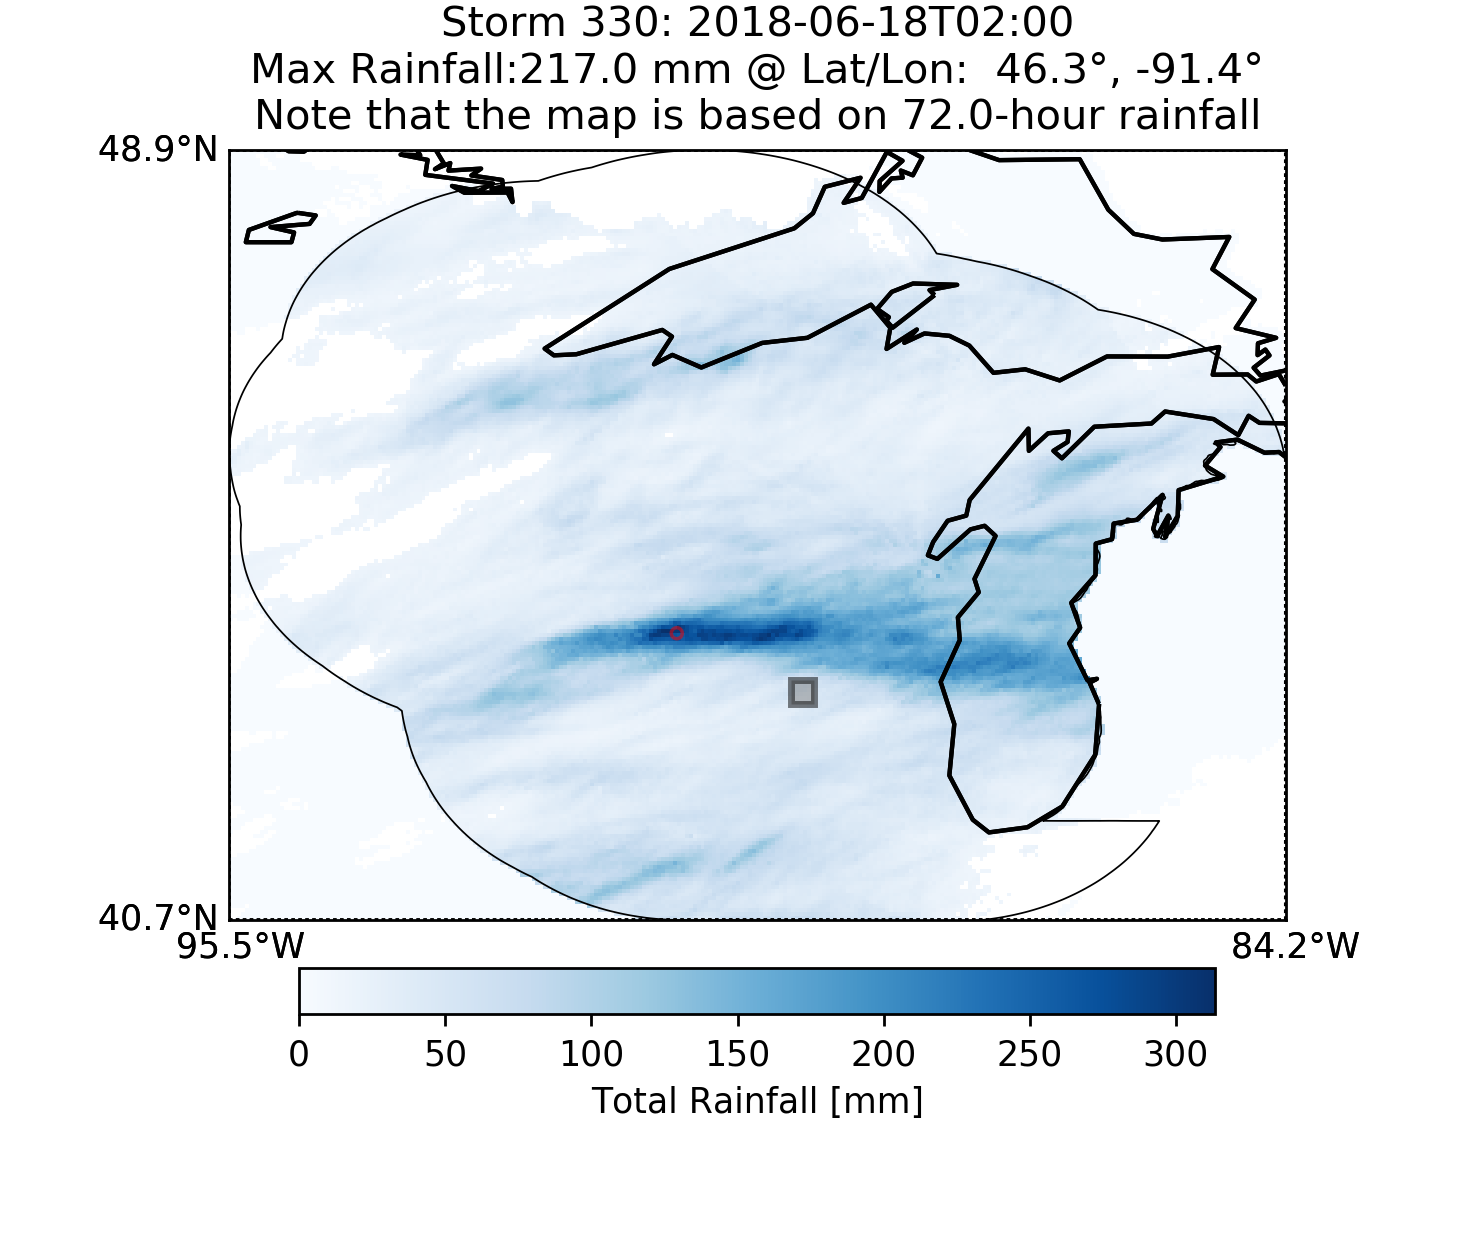 Storm 330: 2018-06-18T02:00
Max Rainfall:217.0 mm @ Lat/Lon:  46.3°, -91.4°
Note that the map is based on 72.0-hour rainfall
48.9°N
40.7°N
95.5°W 84.2°W
0 50 100 150 200 250 300
Total Rainfall [mm]